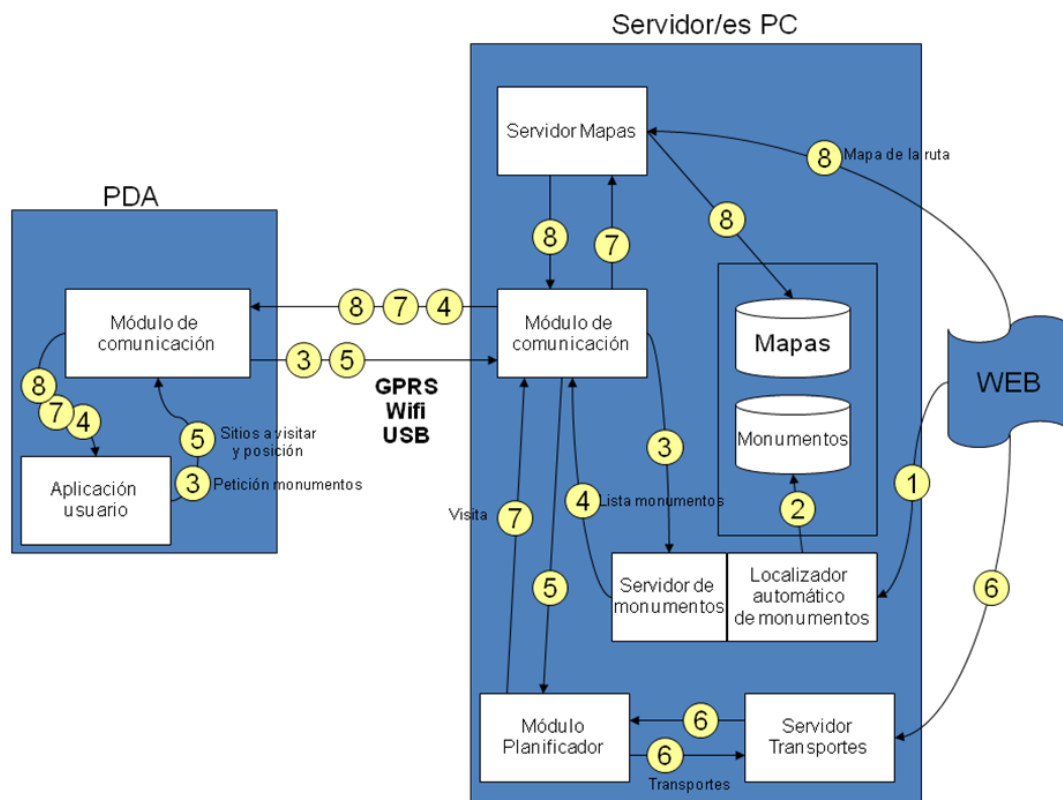 Servidor/es PC
Servidor Mapas
8
Mapa de la ruta
PDA
8
8
7
Módulo de
comunicación
8
7
4
Módulo de
comunicación
Mapas
WEB
3
5
GPRS
Wifi
USB
8
7
4
5
Sitios a visitar
y posición
3
Petición monumentos
Aplicación
usuario
Monumentos
3
1
Visita
7
4
Lista monumentos
2
5
Servidor de
monumentos
Localizador
automático
de monumentos
6
Módulo
Planificador
6
6
Transportes
Servidor
Transportes